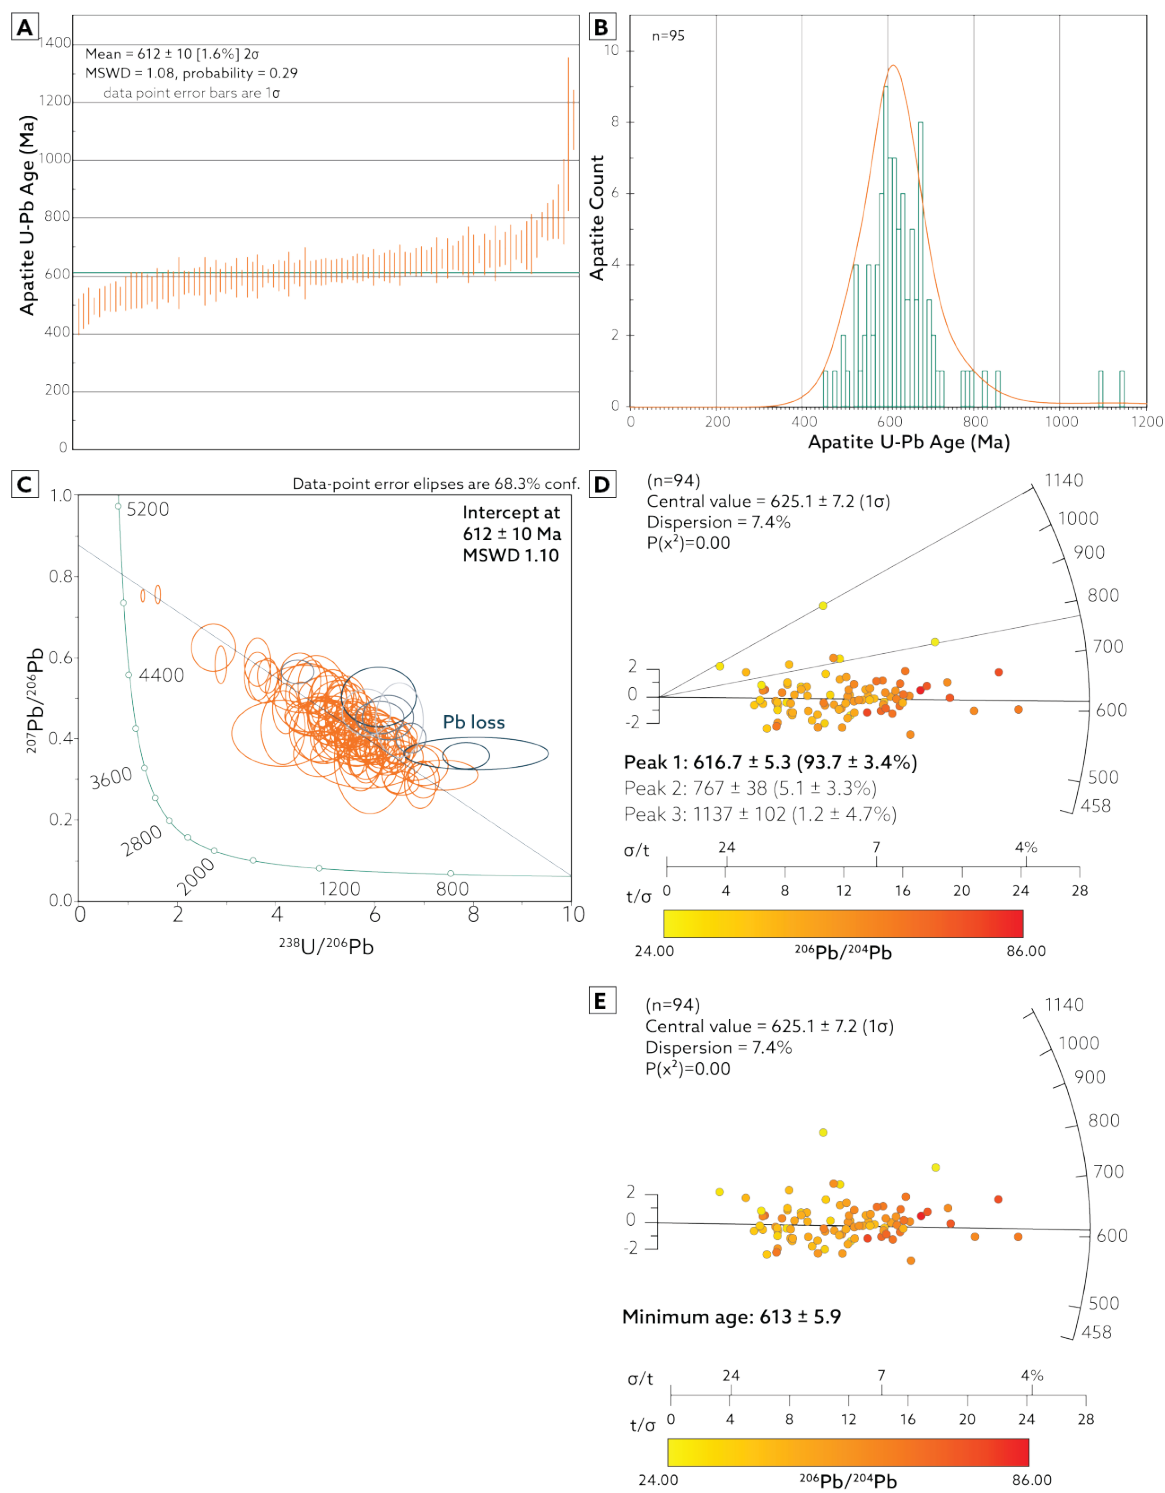 A
Mean = 612 ± 10 [1.6%] 2σ
MSWD = 1.08, probability = 0.29
data point error bars are 1σ
Apatite U-Pb Age (Ma)
1400
1200
1000
800
600
400
200
0
B
n=95
Apatite Count
10
8
6
4
2
0
0 200 400 600 800 1000 1200
Apatite U-Pb Age (Ma)
C
Data-point error elipses are 68.3% conf.
Intercept at
612 ± 10 Ma
MSWD 1.10
Pb loss
5200
4400
3600
2800
2000
1200
800
207Pb/206Pb
1.0
0.8
0.6
0.4
0.2
0.0
0 2 4 6 8 10
²³⁸U/²⁰⁶Pb
D
(n=94)
Central value = 625.1 ± 7.2 (1σ)
Dispersion = 7.4%
P(x²)=0.00
1140
1000
900
800
700
600
500
458
2
0
-2
Peak 1: 616.7 ± 5.3 (93.7 ± 3.4%)
Peak 2: 767 ± 38 (5.1 ± 3.3%)
Peak 3: 1137 ± 102 (1.2 ± 4.7%)
σ/t 24 7 4%
t/σ 0 4 8 12 16 20 24 28
24.00 ²⁰⁶Pb/²⁰⁴Pb 86.00
E
(n=94)
Central value = 625.1 ± 7.2 (1σ)
Dispersion = 7.4%
P(x²)=0.00
1140
1000
900
800
700
600
500
458
2
0
-2
Minimum age: 613 ± 5.9
σ/t 24 7 4%
t/σ 0 4 8 12 16 20 24 28
24.00 ²⁰⁶Pb/²⁰⁴Pb 86.00